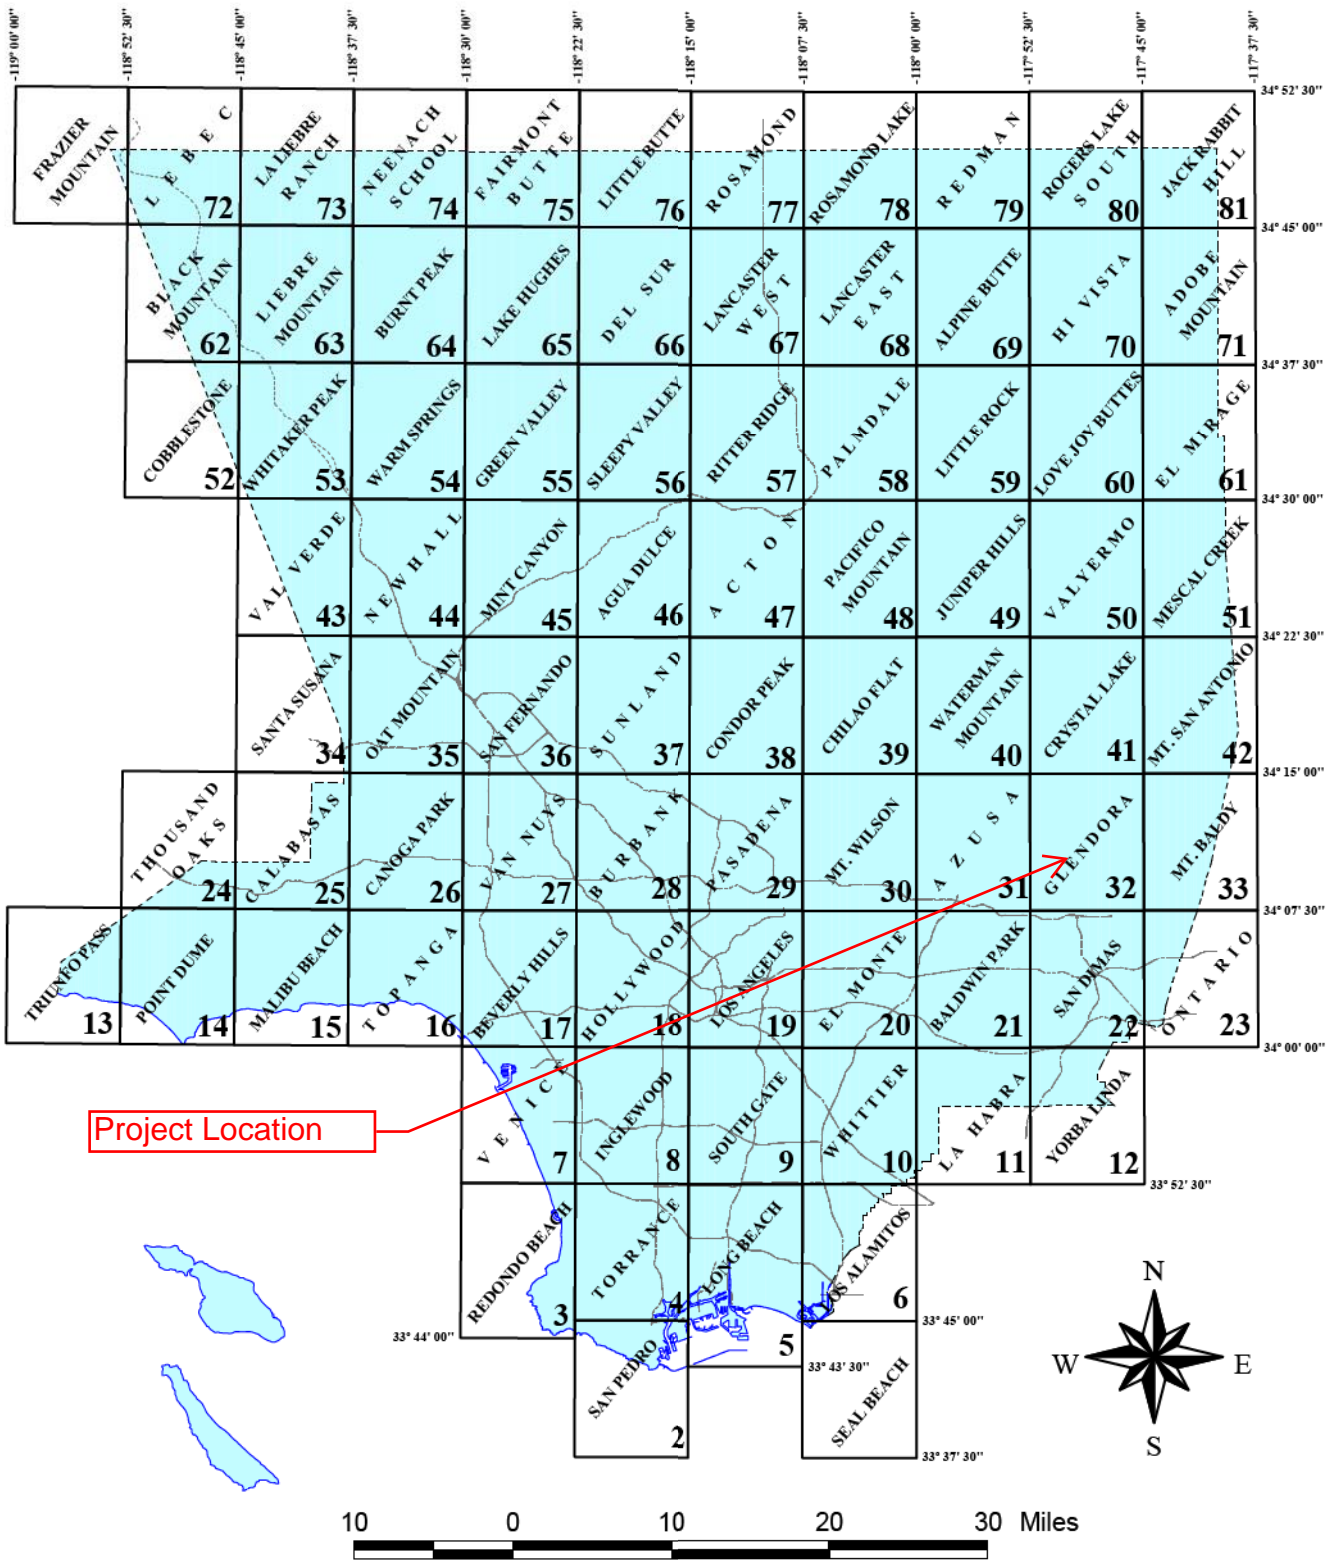 -119° 00' 00"
-118° 52' 30"
-118° 45' 00"
-118° 37' 30"
-118° 30' 00"
-118° 22' 30"
-118° 15' 00"
-118° 07' 30"
-118° 00' 00"
-117° 52' 30"
-117° 45' 00"
-117° 37' 30"
34° 52' 30"
FRAZIER
MOUNTAIN
LEBEC
72
LA LIEBRE
RANCH
73
NEENACH
SCHOOL
74
FAIRMONT
BUTTE
75
LITTLE BUTTE
76
ROSAMOND
77
ROSAMOND LAKE
78
REDMAN
79
ROGERS LAKE
SOUTH
80
JACK RABBIT
HILL
81
34° 45' 00"
BLACK
MOUNTAIN
62
LIEBRE
MOUNTAIN
63
BURNT PEAK
64
LAKE HUGHES
65
DEL SUR
66
LANCASTER
WEST
67
LANCASTER
EAST
68
ALPINE BUTTE
69
HI VISTA
70
ADOBE
MOUNTAIN
71
34° 37' 30"
COBBLESTONE
52
WHITAKER PEAK
53
WARM SPRINGS
54
GREEN VALLEY
55
SLEEPY VALLEY
56
RITTER RIDGE
57
PALMDALE
58
LITTLE ROCK
59
LOVE JOY BUTTES
60
EL MIRAGE
61
34° 30' 00"
VAL VERDE
43
NEWHALL
44
MINT CANYON
45
AGUA DULCE
46
ACTON
47
PACIFICO
MOUNTAIN
48
JUNIPER HILLS
49
VALYERMO
50
MESCAL CREEK
51
34° 22' 30"
SANTA SUSANA
34
OAT MOUNTAIN
35
SAN FERNANDO
36
SUNLAND
37
CONDOR PEAK
38
CHILAO FLAT
39
WATERMAN
MOUNTAIN
40
CRYSTAL LAKE
41
MT. SAN ANTONIO
42
34° 15' 00"
THOUSAND
OAKS
24
CALABASAS
25
CANOGA PARK
26
VAN NUYS
27
BURBANK
28
PASADENA
29
MT. WILSON
30
AZUSA
31
GLENDORA
32
MT. BALDY
33
34° 07' 30"
TRIUNFO PASS
13
POINT DUME
14
MALIBU BEACH
15
TOPANGA
16
BEVERLY HILLS
17
HOLLYWOOD
18
LOS ANGELES
19
EL MONTE
20
BALDWIN PARK
21
SAN DIMAS
22
ONTARIO
23
34° 00' 00"
Project Location
VENICE
7
INGLEWOOD
8
SOUTH GATE
9
WHITTIER
10
LA HABRA
11
YORBA LINDA
12
33° 52' 30"
REDONDO BEACH
3
TORRANCE
4
LONG BEACH
5
LOS ALAMITOS
6
33° 45' 00"
33° 44' 00"
33° 43' 30"
SAN PEDRO
2
SEAL BEACH
33° 37' 30"
N
W
E
S
10 0 10 20 30 Miles